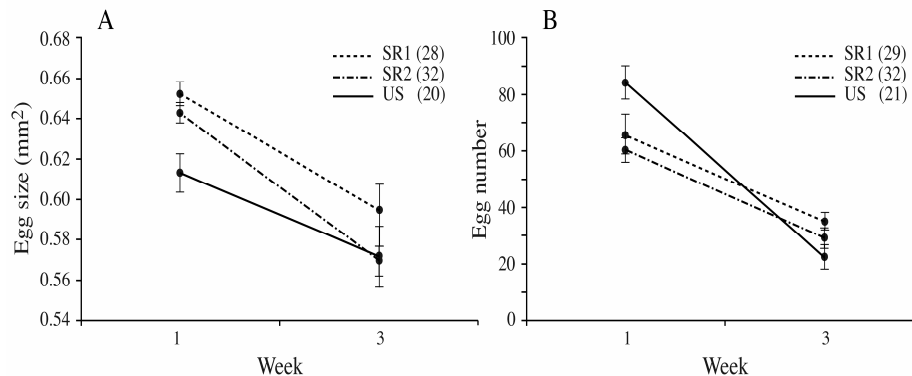 A
0.68
0.66
0.64
0.62
0.60
0.58
0.56
0.54
Egg size (mm²)
SR1 (28)
SR2 (32)
US (20)
1
3
Week
B
100
80
60
40
20
0
Egg number
SR1 (29)
SR2 (32)
US (21)
1
3
Week